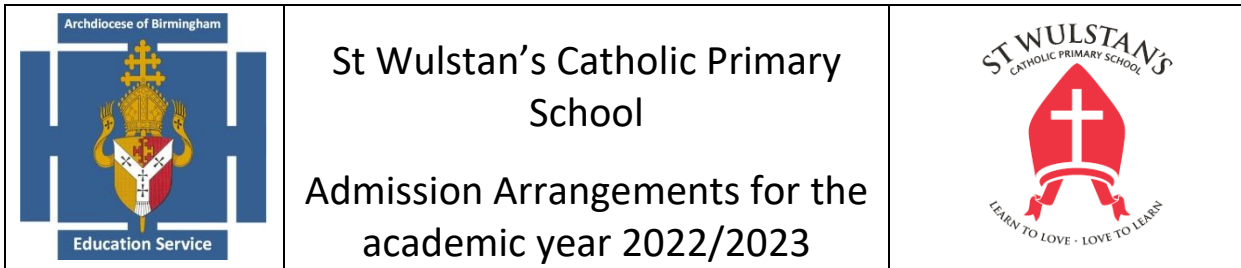 Archdiocese of Birmingham
Education Service
St Wulstan’s Catholic Primary
School
Admission Arrangements for the
academic year 2022/2023
ST WULSTAN'S
CATHOLIC PRIMARY SCHOOL
LEARN TO LOVE · LOVE TO LEARN